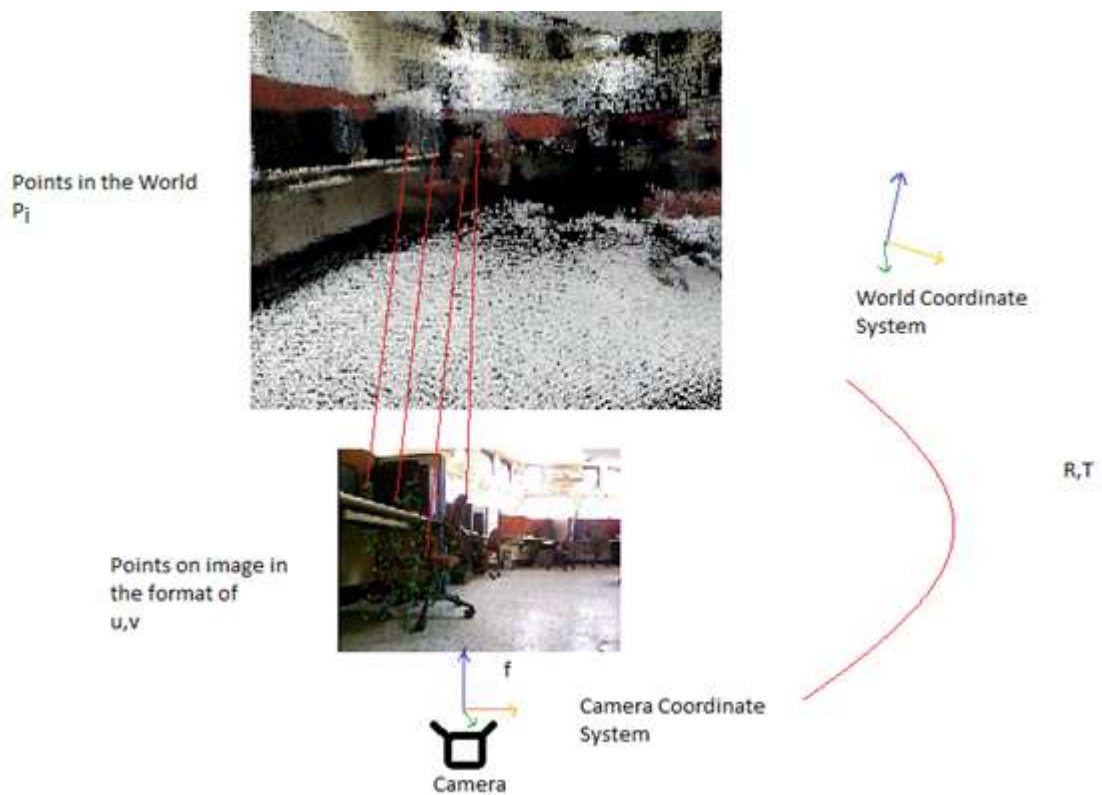 Points in the World
Pi
World Coordinate
System
R,T
Points on image in
the format of
u,v
f
Camera Coordinate
System
Camera